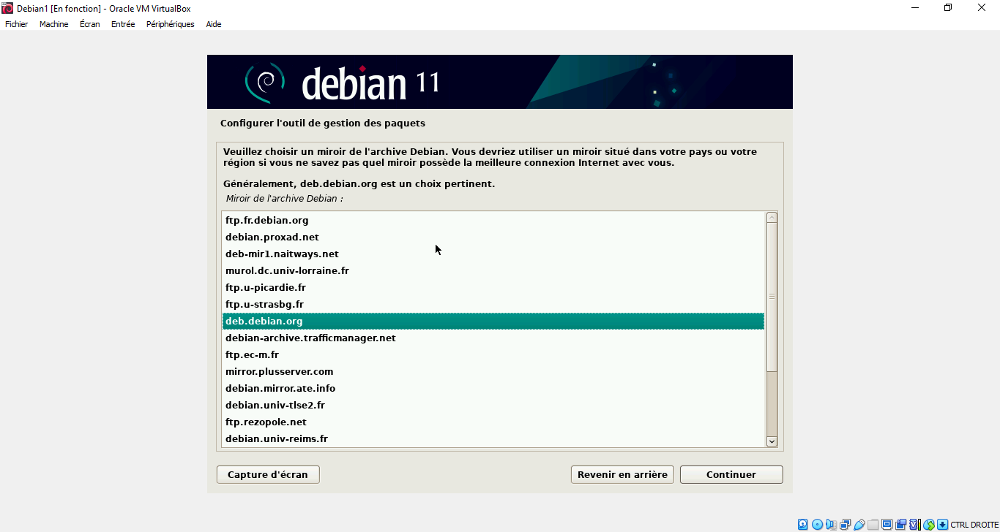 Debian1 [En fonction] - Oracle VM VirtualBox
Fichier Machine Écran Entrée Périphériques Aide
debian 11
Configurer l'outil de gestion des paquets
Veuillez choisir un miroir de l'archive Debian. Vous devriez utiliser un miroir situé dans votre pays ou votre
région si vous ne savez pas quel miroir possède la meilleure connexion Internet avec vous.
Généralement, deb.debian.org est un choix pertinent.
Miroir de l'archive Debian :
ftp.fr.debian.org
debian.proxad.net
deb-mir1.naitways.net
murol.dc.univ-lorraine.fr
ftp.u-picardie.fr
ftp.u-strasbg.fr
deb.debian.org
debian-archive.trafficmanager.net
ftp.ec-m.fr
mirror.plusserver.com
debian.mirror.ate.info
debian.univ-tlse2.fr
ftp.rezopole.net
debian.univ-reims.fr
Capture d'écran Revenir en arrière Continuer
CTRL DROITE